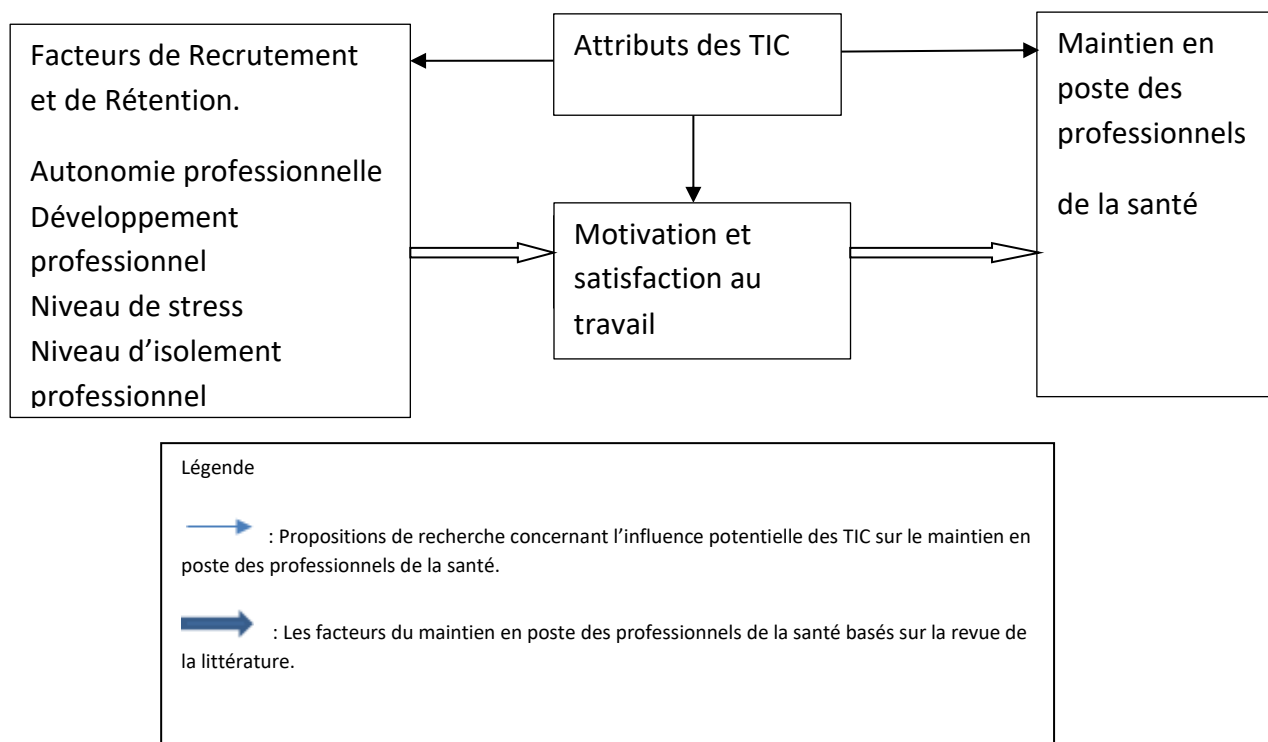 Facteurs de Recrutement
et de Rétention.
Autonomie professionnelle
Développement
professionnel
Niveau de stress
Niveau d’isolement
professionnel
Attributs des TIC
Motivation et
satisfaction au
travail
Maintien en
poste des
professionnels
de la santé
Légende
: Propositions de recherche concernant l’influence potentielle des TIC sur le maintien en
poste des professionnels de la santé.
: Les facteurs du maintien en poste des professionnels de la santé basés sur la revue de
la littérature.